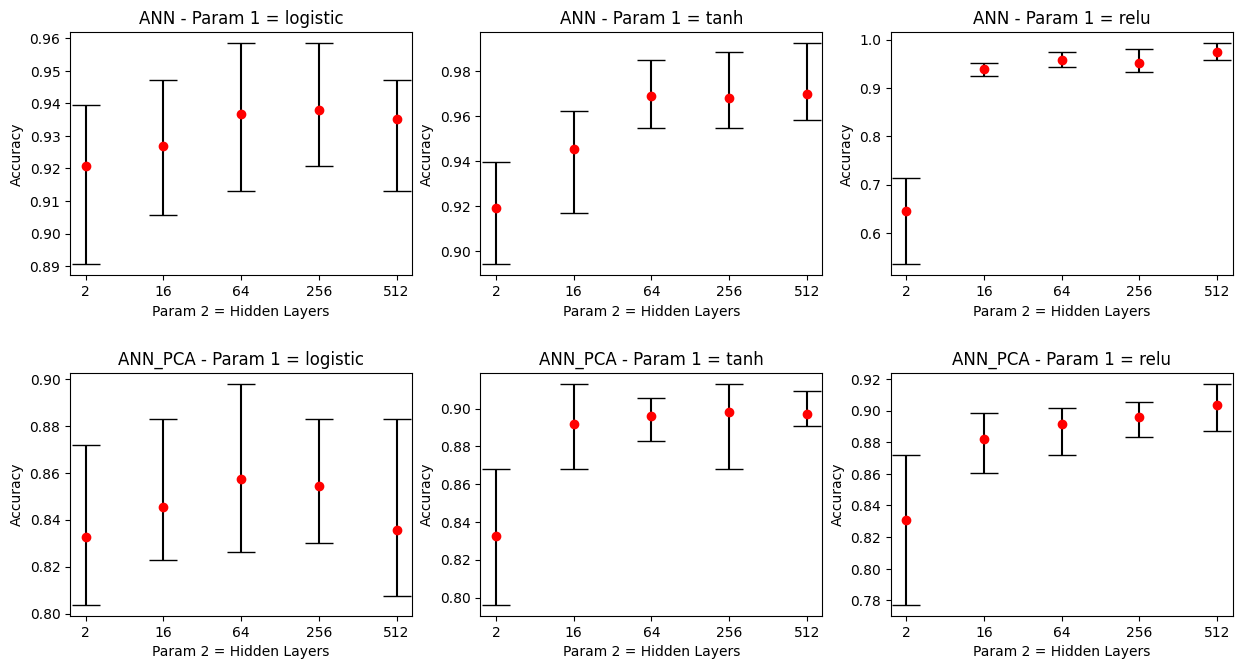 ANN - Param 1 = logistic
0.96
0.95
0.94
0.93
0.92
0.91
0.90
0.89
Accuracy
2 16 64 256 512
Param 2 = Hidden Layers
ANN - Param 1 = tanh
0.98
0.96
0.94
0.92
0.90
Accuracy
2 16 64 256 512
Param 2 = Hidden Layers
ANN - Param 1 = relu
1.0
0.9
0.8
0.7
0.6
Accuracy
2 16 64 256 512
Param 2 = Hidden Layers
ANN_PCA - Param 1 = logistic
0.90
0.88
0.86
0.84
0.82
0.80
Accuracy
2 16 64 256 512
Param 2 = Hidden Layers
ANN_PCA - Param 1 = tanh
0.90
0.88
0.86
0.84
0.82
0.80
Accuracy
2 16 64 256 512
Param 2 = Hidden Layers
ANN_PCA - Param 1 = relu
0.92
0.90
0.88
0.86
0.84
0.82
0.80
0.78
Accuracy
2 16 64 256 512
Param 2 = Hidden Layers